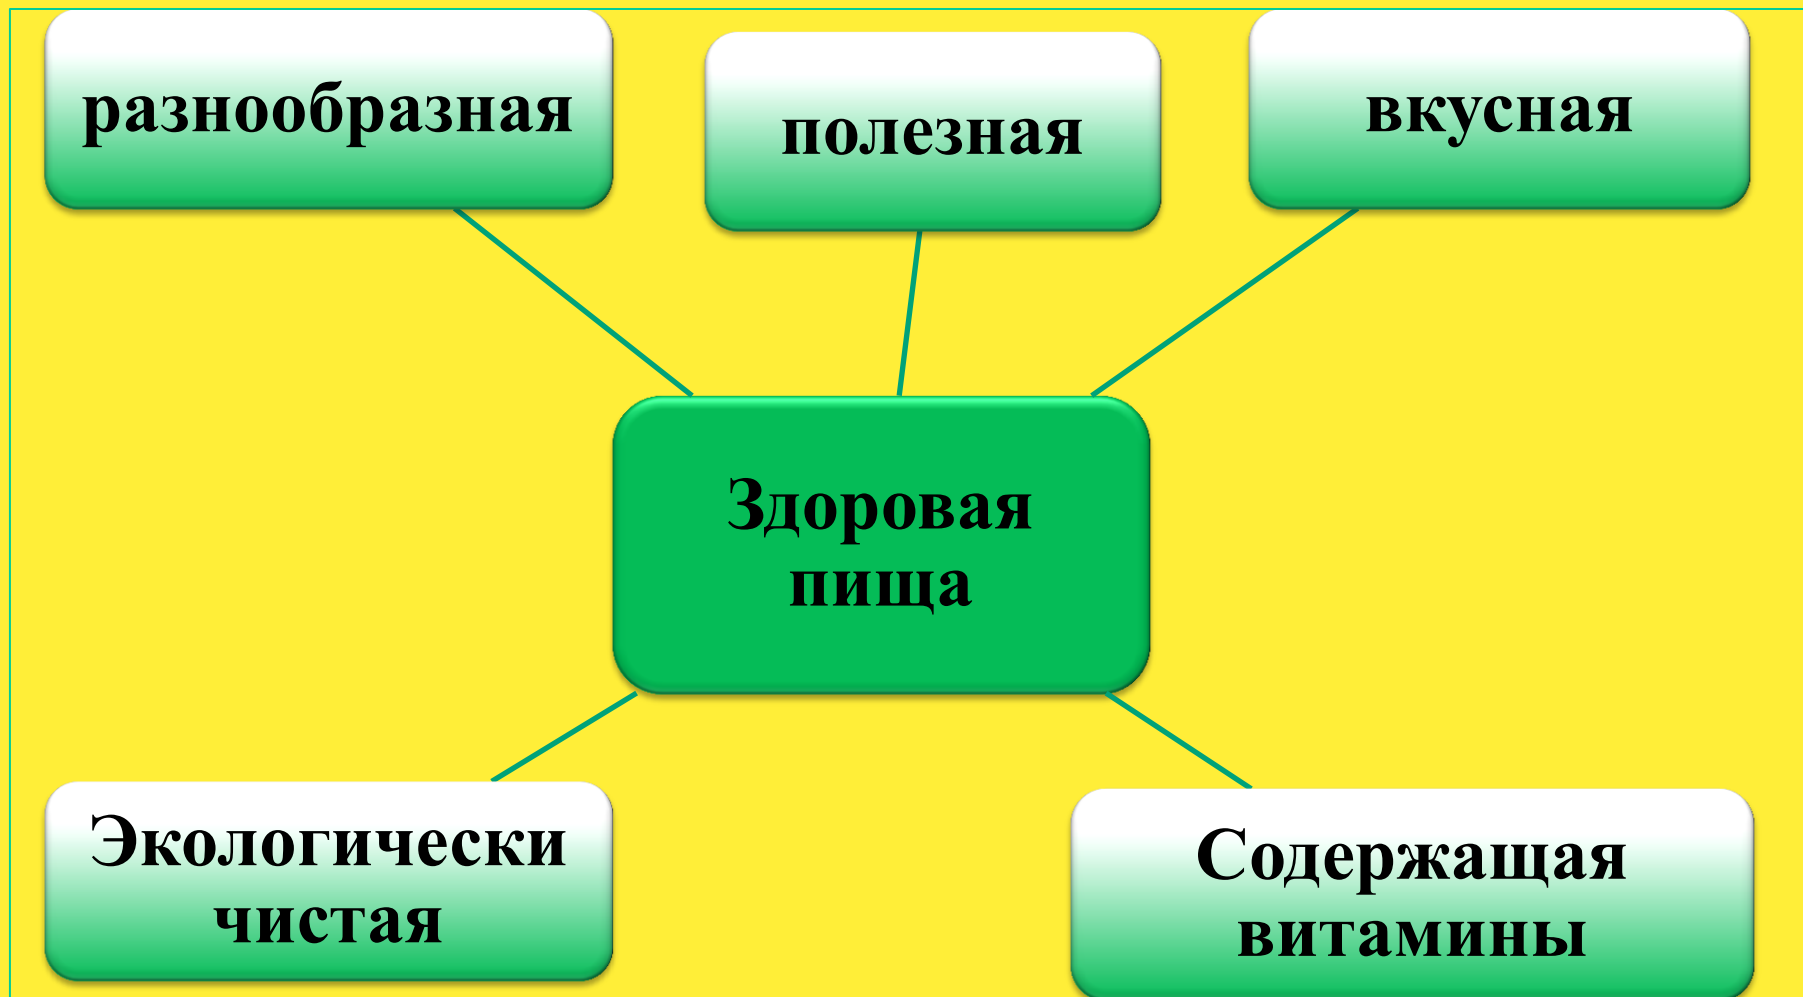 разнообразная
полезная
вкусная
Здоровая
пища
Экологически
чистая
Содержащая
витамины